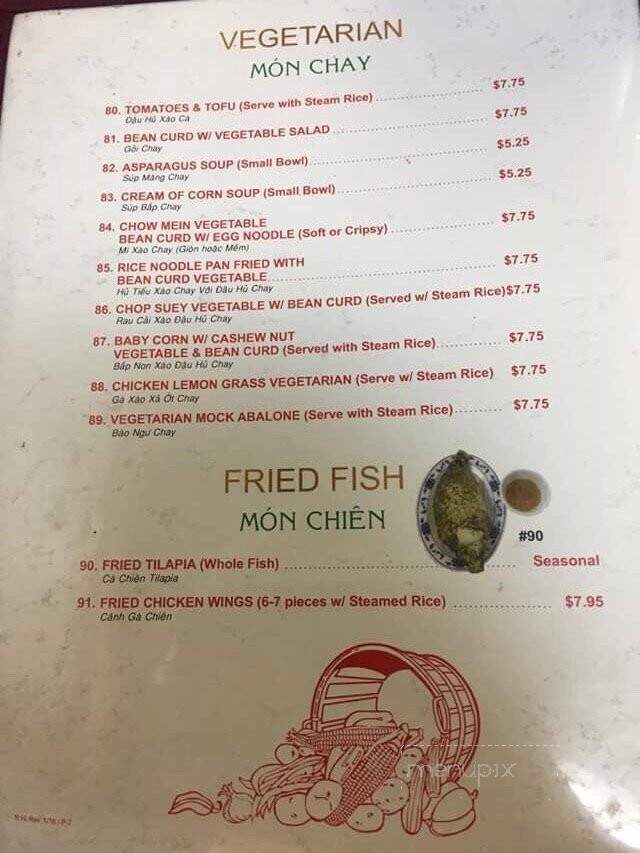 VEGETARIAN
MÓN CHAY
80. TOMATOES & TOFU (Serve with Steam Rice) $7.75
Đậu Hủ Xào Cà
81. BEAN CURD W/ VEGETABLE SALAD $7.75
Gỏi Chay
82. ASPARAGUS SOUP (Small Bowl) $5.25
Súp Măng Chay
83. CREAM OF CORN SOUP (Small Bowl) $5.25
Súp Bắp Chay
84. CHOW MEIN VEGETABLE
BEAN CURD W/ EGG NOODLE (Soft or Cripsy) $7.75
Mì Xào Chay (Giòn hoặc Mềm)
85. RICE NOODLE PAN FRIED WITH
BEAN CURD VEGETABLE $7.75
Hủ Tiếu Xào Chay Với Đậu Hủ Chay
86. CHOP SUEY VEGETABLE W/ BEAN CURD (Served w/ Steam Rice) $7.75
Rau Cải Xào Đậu Hủ Chay
87. BABY CORN W/ CASHEW NUT
VEGETABLE & BEAN CURD (Served with Steam Rice) $7.75
Bắp Non Xào Đậu Hủ Chay
88. CHICKEN LEMON GRASS VEGETARIAN (Serve w/ Steam Rice) $7.75
Gà Xào Xả Ớt Chay
89. VEGETARIAN MOCK ABALONE (Serve with Steam Rice) $7.75
Bào Ngư Chay
FRIED FISH
MÓN CHIÊN
#90
90. FRIED TILAPIA (Whole Fish) Seasonal
Cá Chiên Tilapia
91. FRIED CHICKEN WINGS (6-7 pieces w/ Steamed Rice) $7.95
Cánh Gà Chiên
menupix